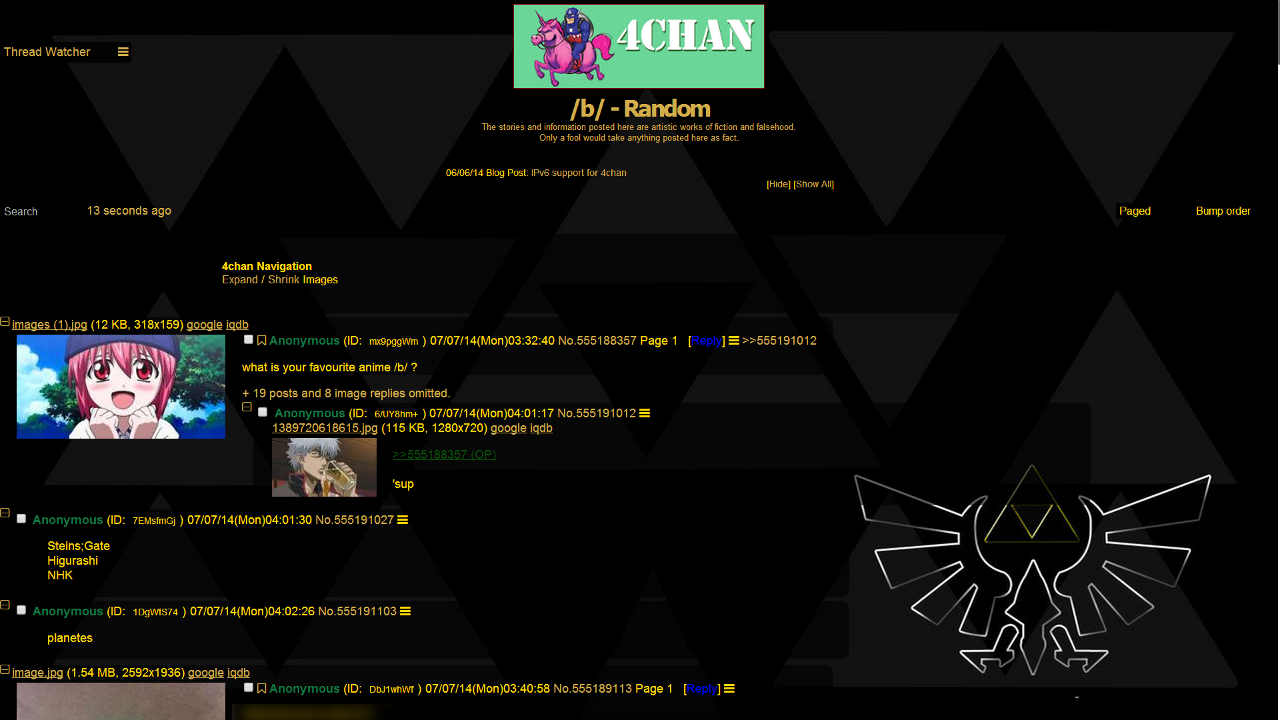 4CHAN
Thread Watcher
/b/ - Random
The stories and information posted here are artistic works of fiction and falsehood.
Only a fool would take anything posted here as fact.
06/06/14 Blog Post: IPv6 support for 4chan
[Hide] [Show All]
Search 13 seconds ago Paged Bump order
4chan Navigation
Expand / Shrink Images
images (1).jpg (12 KB, 318x159) google iqdb
Anonymous (ID: mx9pggWm ) 07/07/14(Mon)03:32:40 No.555188357 Page 1 [Reply] >>555191012
what is your favourite anime /b/ ?
+ 19 posts and 8 image replies omitted.
Anonymous (ID: 6/UY8hm+ ) 07/07/14(Mon)04:01:17 No.555191012
1389720618615.jpg (115 KB, 1280x720) google iqdb
>>555188357 (OP)
'sup
Anonymous (ID: 7EMsfmGj ) 07/07/14(Mon)04:01:30 No.555191027
Steins;Gate
Higurashi
NHK
Anonymous (ID: ) 07/07/14(Mon)04:02:26 No.555191103
planetes
image.jpg (1.54 MB, 2592x1936) google iqdb
Anonymous (ID: ) 07/07/14(Mon)03:40:58 No.555189113 Page 1 [Reply]